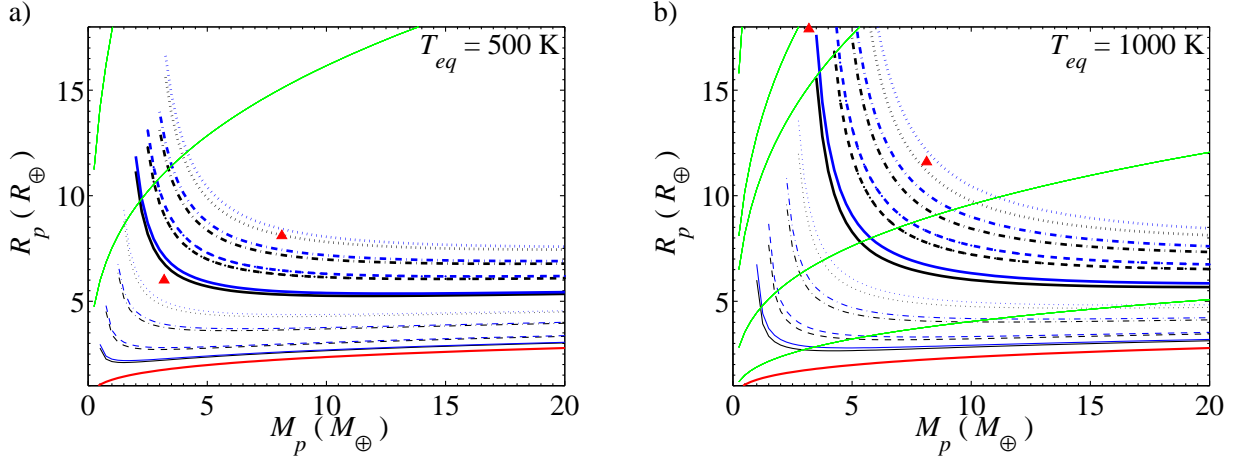 a)
T_eq = 500 K
R_p ( R_⊕ )
15
10
5
0 5 10 15 20
M_p ( M_⊕ )
b)
T_eq = 1000 K
R_p ( R_⊕ )
15
10
5
0 5 10 15 20
M_p ( M_⊕ )